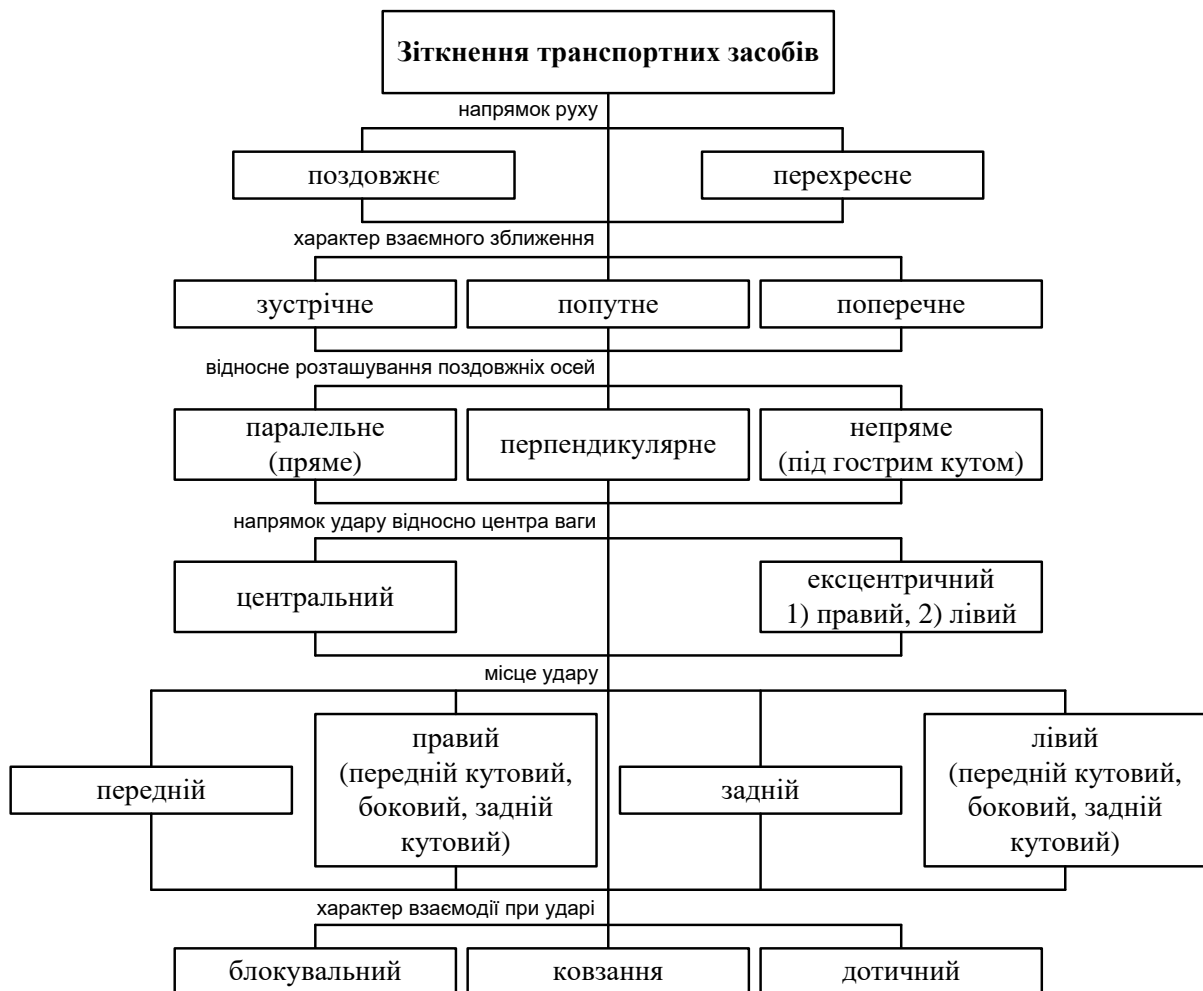 Зіткнення транспортних засобів
напрямок руху
поздовжнє
перехресне
характер взаємного зближення
зустрічне
попутне
поперечне
відносне розташування поздовжніх осей
паралельне
(пряме)
перпендикулярне
непряме
(під гострим кутом)
напрямок удару відносно центра ваги
центральний
ексцентричний
1) правий, 2) лівий
місце удару
передній
правий
(передній кутовий,
боковий, задній
кутовий)
задній
лівий
(передній кутовий,
боковий, задній
кутовий)
характер взаємодії при ударі
блокувальний
ковзання
дотичний